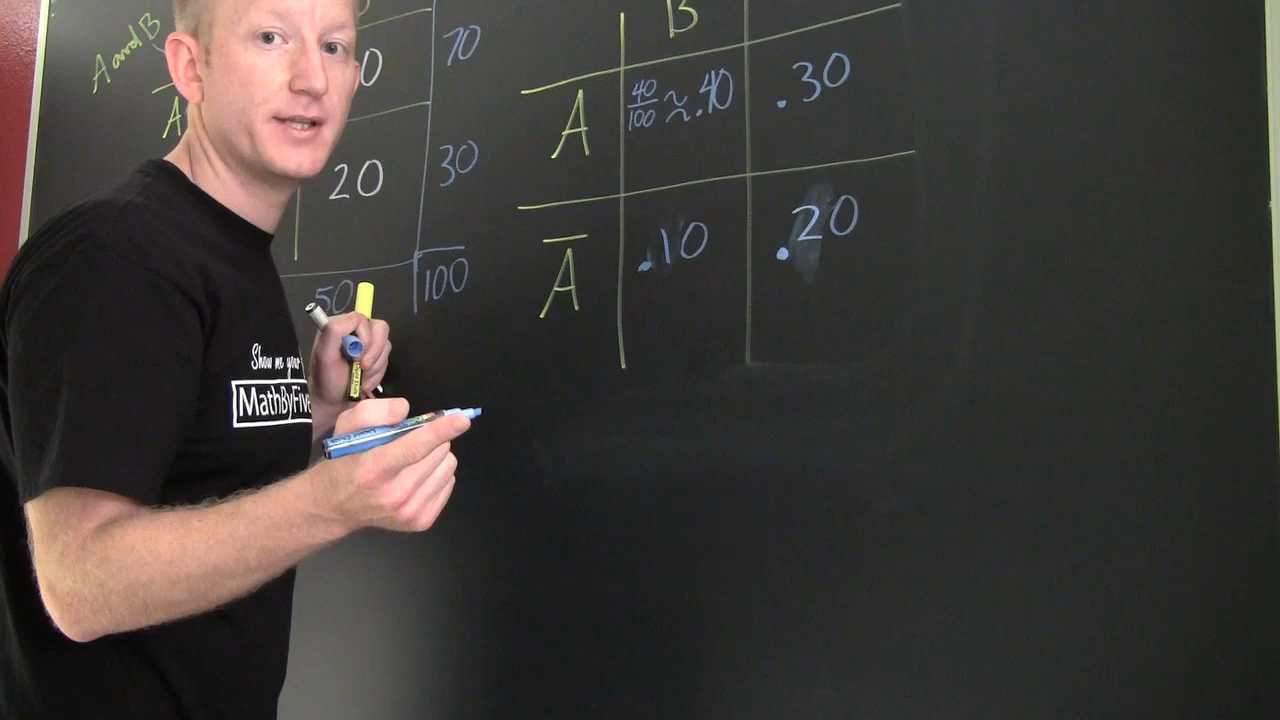 A and B
B
70
A
0
40/100 ≈ .40
.30
A
20
30
Ā
.10
.20
50
100
Show me your
MathByFive